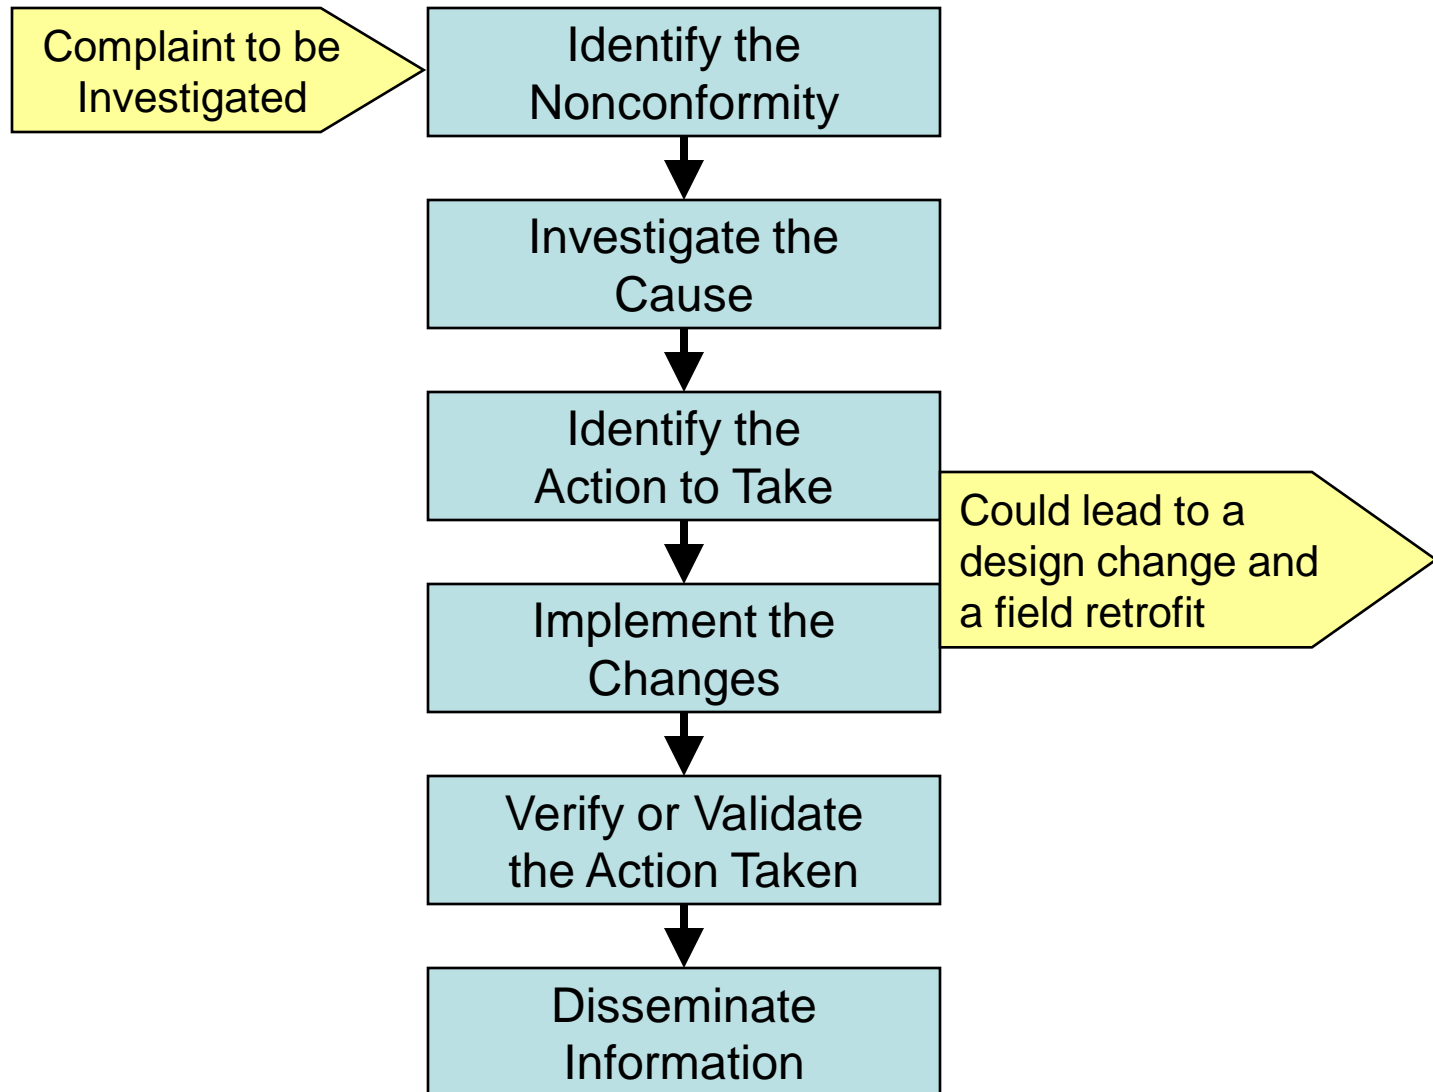 Complaint to be
Investigated
Identify the
Nonconformity
Investigate the
Cause
Identify the
Action to Take
Could lead to a
design change and
a field retrofit
Implement the
Changes
Verify or Validate
the Action Taken
Disseminate
Information